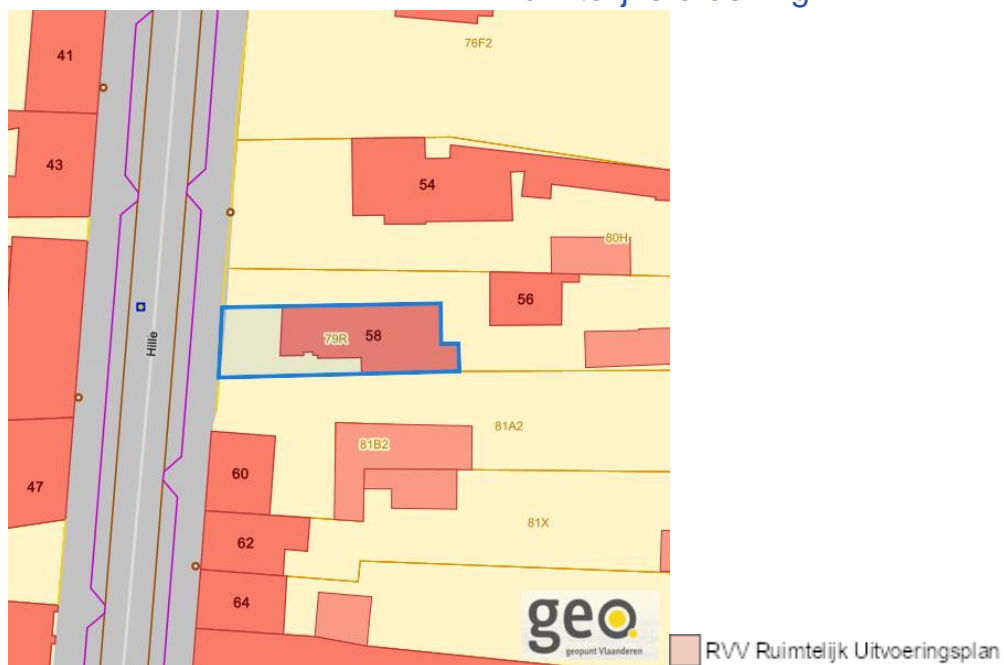 76F2
41
43
54
80H
56
Hille
79R
58
81A2
81B2
60
47
81X
62
64
geo
geopunt Vlaanderen
RVV Ruimtelijk Uitvoeringsplan